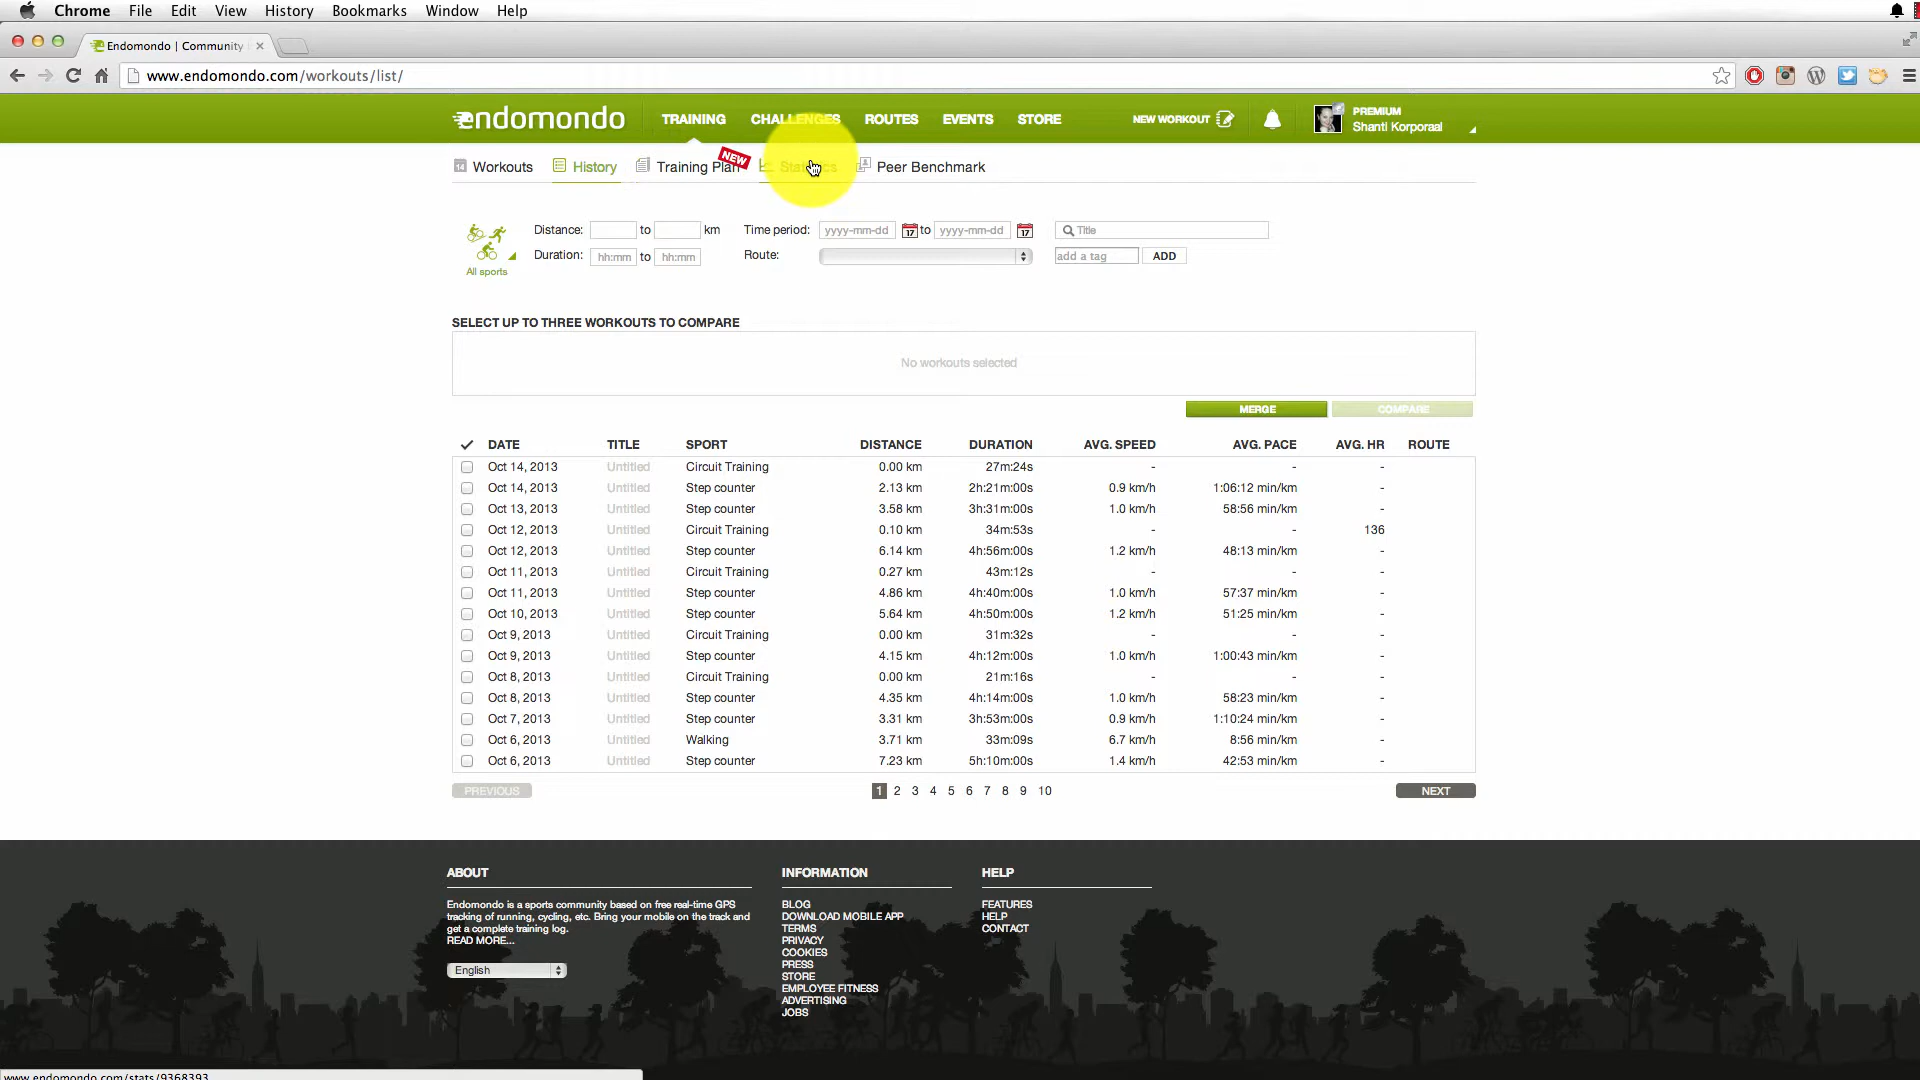 Chrome File Edit View History Bookmarks Window Help
Endomondo | Community
www.endomondo.com/workouts/list/
endomondo TRAINING CHALLENGES ROUTES EVENTS STORE NEW WORKOUT PREMIUM
Shanti Korporaal
Workouts History Training Plan NEW Statistics Peer Benchmark
Distance: to km Time period: yyyy-mm-dd 17 to yyyy-mm-dd 17 Title
Duration: hh:mm to hh:mm Route: add a tag ADD
All sports
SELECT UP TO THREE WORKOUTS TO COMPARE
No workouts selected
MERGE COMPARE
DATE TITLE SPORT DISTANCE DURATION AVG. SPEED AVG. PACE AVG. HR ROUTE
Oct 14, 2013 Untitled Circuit Training 0.00 km 27m:24s - - -
Oct 14, 2013 Untitled Step counter 2.13 km 2h:21m:00s 0.9 km/h 1:06:12 min/km -
Oct 13, 2013 Untitled Step counter 3.58 km 3h:31m:00s 1.0 km/h 58:56 min/km -
Oct 12, 2013 Untitled Circuit Training 0.10 km 34m:53s - - 136
Oct 12, 2013 Untitled Step counter 6.14 km 4h:56m:00s 1.2 km/h 48:13 min/km -
Oct 11, 2013 Untitled Circuit Training 0.27 km 43m:12s - - -
Oct 11, 2013 Untitled Step counter 4.86 km 4h:40m:00s 1.0 km/h 57:37 min/km -
Oct 10, 2013 Untitled Step counter 5.64 km 4h:50m:00s 1.2 km/h 51:25 min/km -
Oct 9, 2013 Untitled Circuit Training 0.00 km 31m:32s - - -
Oct 9, 2013 Untitled Step counter 4.15 km 4h:12m:00s 1.0 km/h 1:00:43 min/km -
Oct 8, 2013 Untitled Circuit Training 0.00 km 21m:16s - - -
Oct 8, 2013 Untitled Step counter 4.35 km 4h:14m:00s 1.0 km/h 58:23 min/km -
Oct 7, 2013 Untitled Step counter 3.31 km 3h:53m:00s 0.9 km/h 1:10:24 min/km -
Oct 6, 2013 Untitled Walking 3.71 km 33m:09s 6.7 km/h 8:56 min/km -
Oct 6, 2013 Untitled Step counter 7.23 km 5h:10m:00s 1.4 km/h 42:53 min/km -
PREVIOUS 1 2 3 4 5 6 7 8 9 10 NEXT
ABOUT
Endomondo is a sports community based on free real-time GPS
tracking of running, cycling, etc. Bring your mobile on the track and
get a complete training log.
READ MORE...
English
INFORMATION
BLOG
DOWNLOAD MOBILE APP
TERMS
PRIVACY
COOKIES
PRESS
STORE
EMPLOYEE FITNESS
ADVERTISING
JOBS
HELP
FEATURES
HELP
CONTACT
www.endomondo.com/stats/9368393